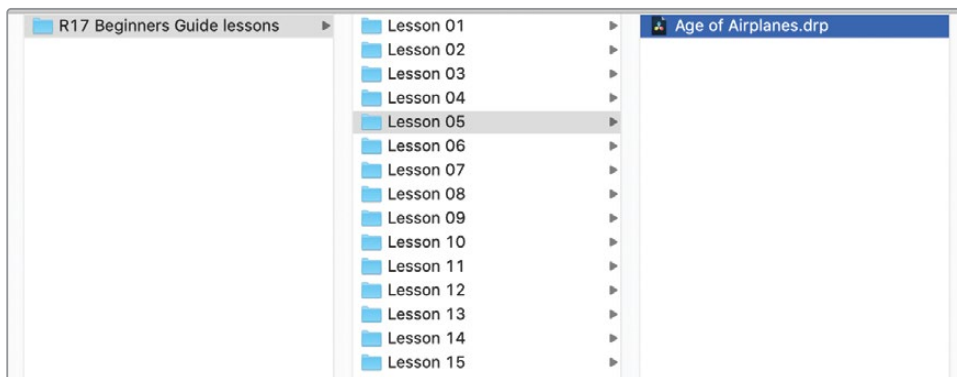 R17 Beginners Guide lessons
Lesson 01
Lesson 02
Lesson 03
Lesson 04
Lesson 05
Lesson 06
Lesson 07
Lesson 08
Lesson 09
Lesson 10
Lesson 11
Lesson 12
Lesson 13
Lesson 14
Lesson 15
Age of Airplanes.drp